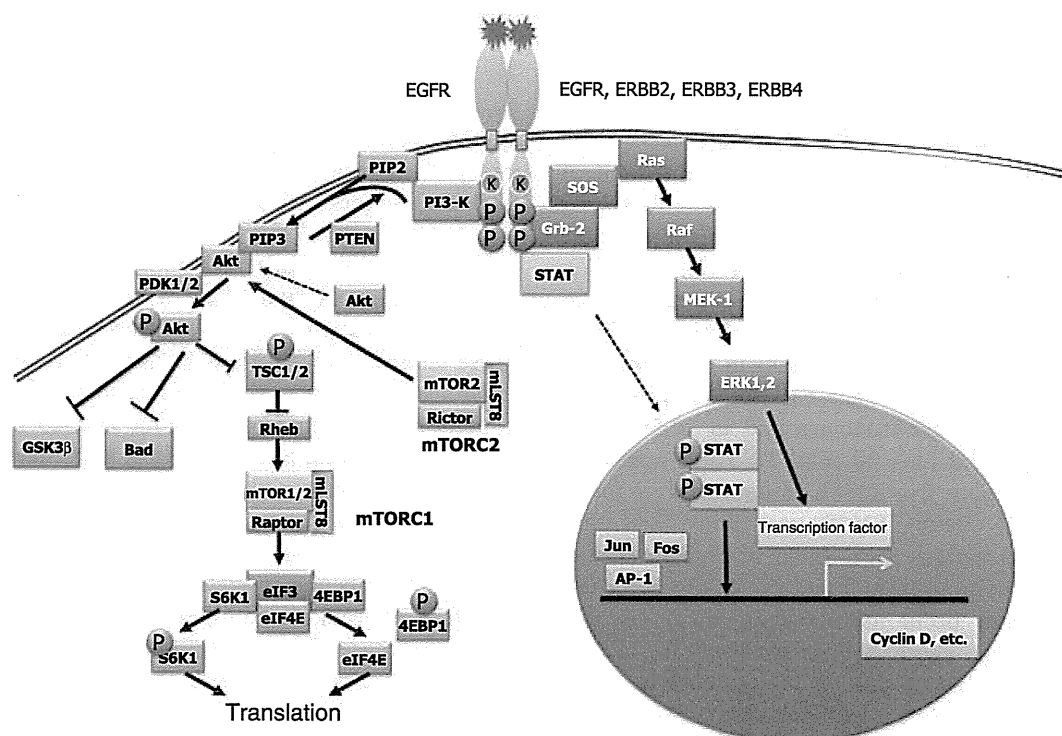 EGFR
EGFR, ERBB2, ERBB3, ERBB4
PIP2
Ras
PI3-K
K
K
SOS
P
P
P
P
Grb-2
Raf
PIP3
PTEN
STAT
Akt
PDK1/2
Akt
MEK-1
P
Akt
P
TSC1/2
mTOR2
mLST8
Rictor
mTORC2
ERK1,2
GSK3β
Bad
Rheb
P
STAT
P
STAT
mTOR1/2
mLST8
Raptor
mTORC1
Transcription factor
Jun
Fos
AP-1
S6K1
eIF3
4EBP1
eIF4E
P
4EBP1
P
S6K1
eIF4E
Cyclin D, etc.
Translation